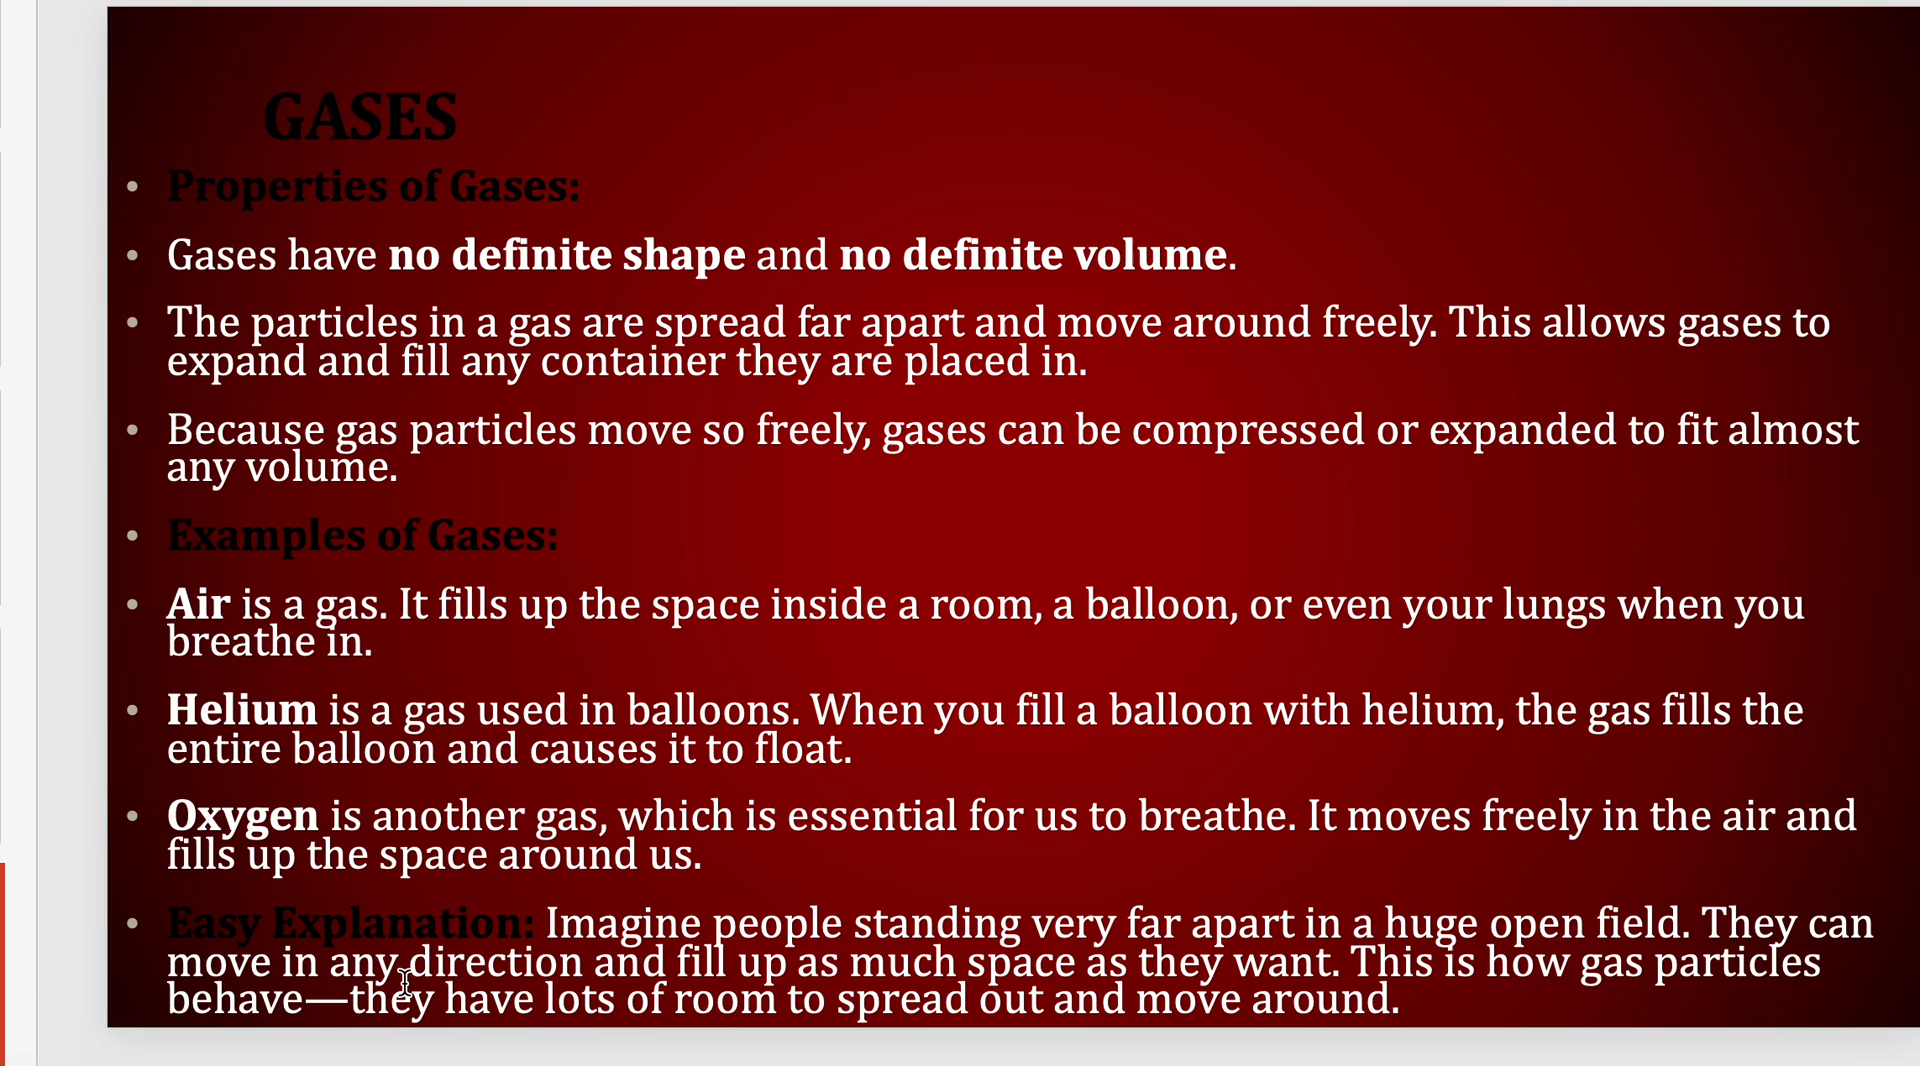 GASES
• Properties of Gases:
• Gases have no definite shape and no definite volume.
• The particles in a gas are spread far apart and move around freely. This allows gases to
expand and fill any container they are placed in.
• Because gas particles move so freely, gases can be compressed or expanded to fit almost
any volume.
• Examples of Gases:
• Air is a gas. It fills up the space inside a room, a balloon, or even your lungs when you
breathe in.
• Helium is a gas used in balloons. When you fill a balloon with helium, the gas fills the
entire balloon and causes it to float.
• Oxygen is another gas, which is essential for us to breathe. It moves freely in the air and
fills up the space around us.
• Easy Explanation: Imagine people standing very far apart in a huge open field. They can
move in any direction and fill up as much space as they want. This is how gas particles
behave—they have lots of room to spread out and move around.